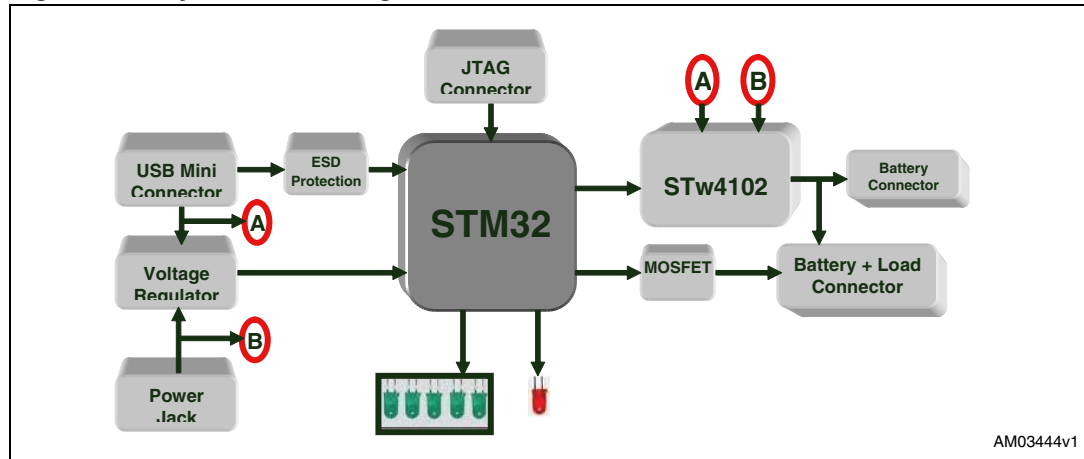 JTAG
Connector
A
B
USB Mini
Connector
ESD
Protection
STM32
STw4102
Battery
Connector
A
Voltage
Regulator
MOSFET
Battery + Load
Connector
B
Power
Jack
AM03444v1